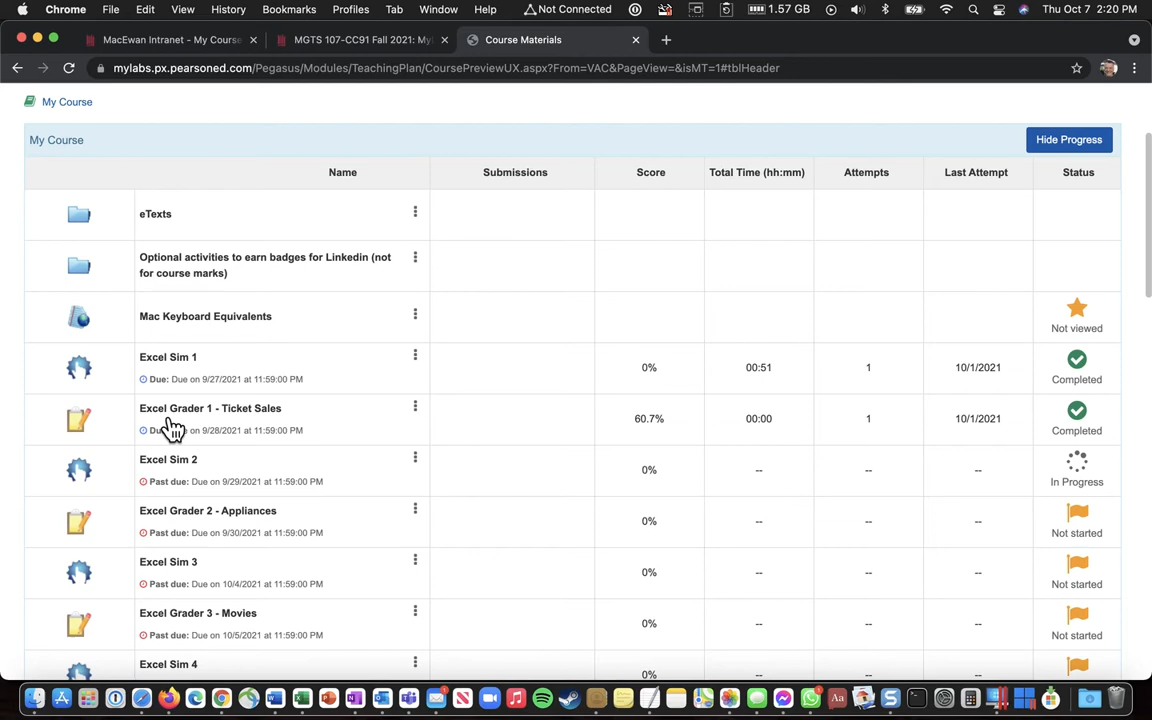 Chrome File Edit View History Bookmarks Profiles Tab Window Help Not Connected 1.57 GB Thu Oct 7 2:20 PM
MacEwan Intranet - My Course MGTS 107-CC91 Fall 2021: My Course Materials
mylabs.px.pearsoned.com/Pegasus/Modules/TeachingPlan/CoursePreviewUX.aspx?From=VAC&PageView=&isMT=1#tblHeader
My Course
My Course Hide Progress
Name Submissions Score Total Time (hh:mm) Attempts Last Attempt Status
eTexts
Optional activities to earn badges for Linkedin (not
for course marks)
Mac Keyboard Equivalents
Not viewed
Excel Sim 1
Due: Due on 9/27/2021 at 11:59:00 PM
0% 00:51 1 10/1/2021
Completed
Excel Grader 1 - Ticket Sales
Du on 9/28/2021 at 11:59:00 PM
60.7% 00:00 1 10/1/2021
Completed
Excel Sim 2
Past due: Due on 9/29/2021 at 11:59:00 PM
0% -- -- --
In Progress
Excel Grader 2 - Appliances
Past due: Due on 9/30/2021 at 11:59:00 PM
0% -- -- --
Not started
Excel Sim 3
Past due: Due on 10/4/2021 at 11:59:00 PM
0% -- -- --
Not started
Excel Grader 3 - Movies
Past due: Due on 10/5/2021 at 11:59:00 PM
0% -- -- --
Not started
Excel Sim 4
0% -- -- --